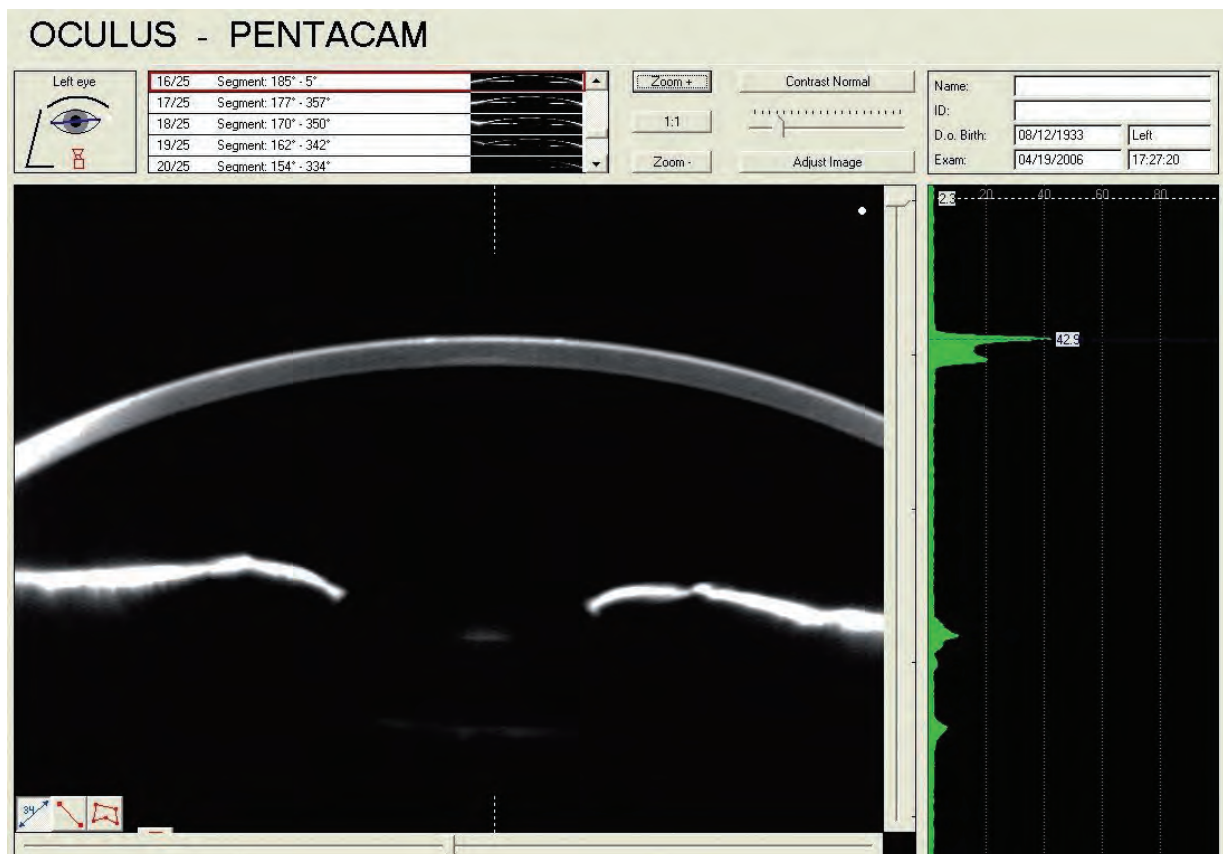 OCULUS - PENTACAM
Left eye
16/25 Segment: 185° - 5°
17/25 Segment: 177° - 357°
18/25 Segment: 170° - 350°
19/25 Segment: 162° - 342°
20/25 Segment: 154° - 334°
Zoom +
1:1
Zoom -
Contrast Normal
Adjust Image
Name:
ID:
D.o. Birth: 08/12/1933 Left
Exam: 04/19/2006 17:27:20
2.3 20 40 60 80
42.9
34